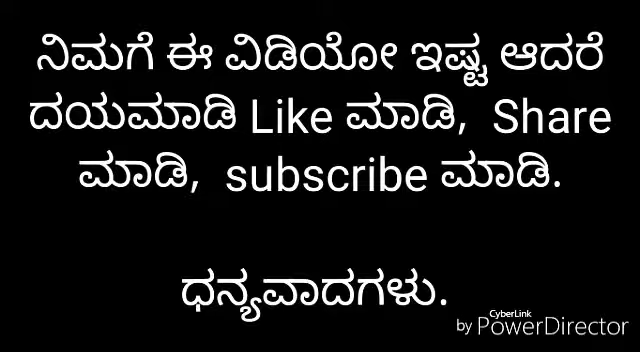 ನಿಮಗೆ ಈ ವಿಡಿಯೋ ಇಷ್ಟ ಆದರೆ
ದಯಮಾಡಿ Like ಮಾಡಿ, Share
ಮಾಡಿ, subscribe ಮಾಡಿ.
ಧನ್ಯವಾದಗಳು.
CyberLink
by PowerDirector